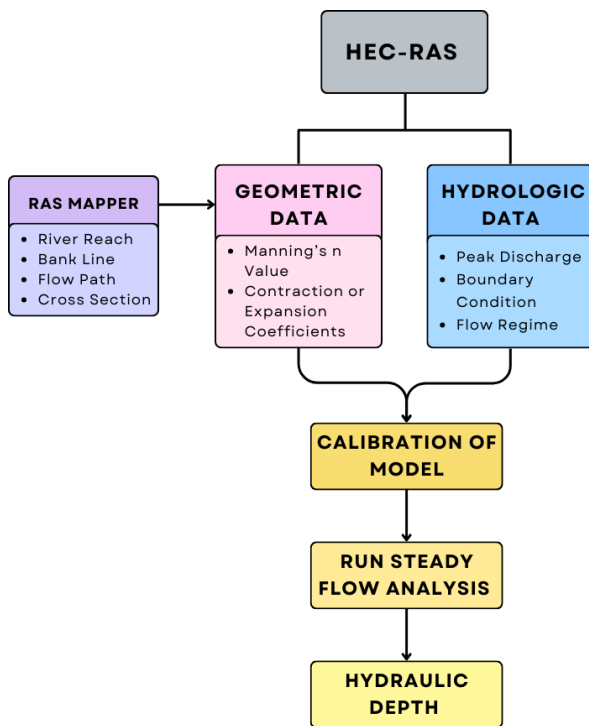 HEC-RAS
RAS MAPPER
• River Reach
• Bank Line
• Flow Path
• Cross Section
GEOMETRIC
DATA
• Manning's n
Value
• Contraction or
Expansion
Coefficients
HYDROLOGIC
DATA
• Peak Discharge
• Boundary
Condition
• Flow Regime
CALIBRATION OF
MODEL
RUN STEADY
FLOW ANALYSIS
HYDRAULIC
DEPTH